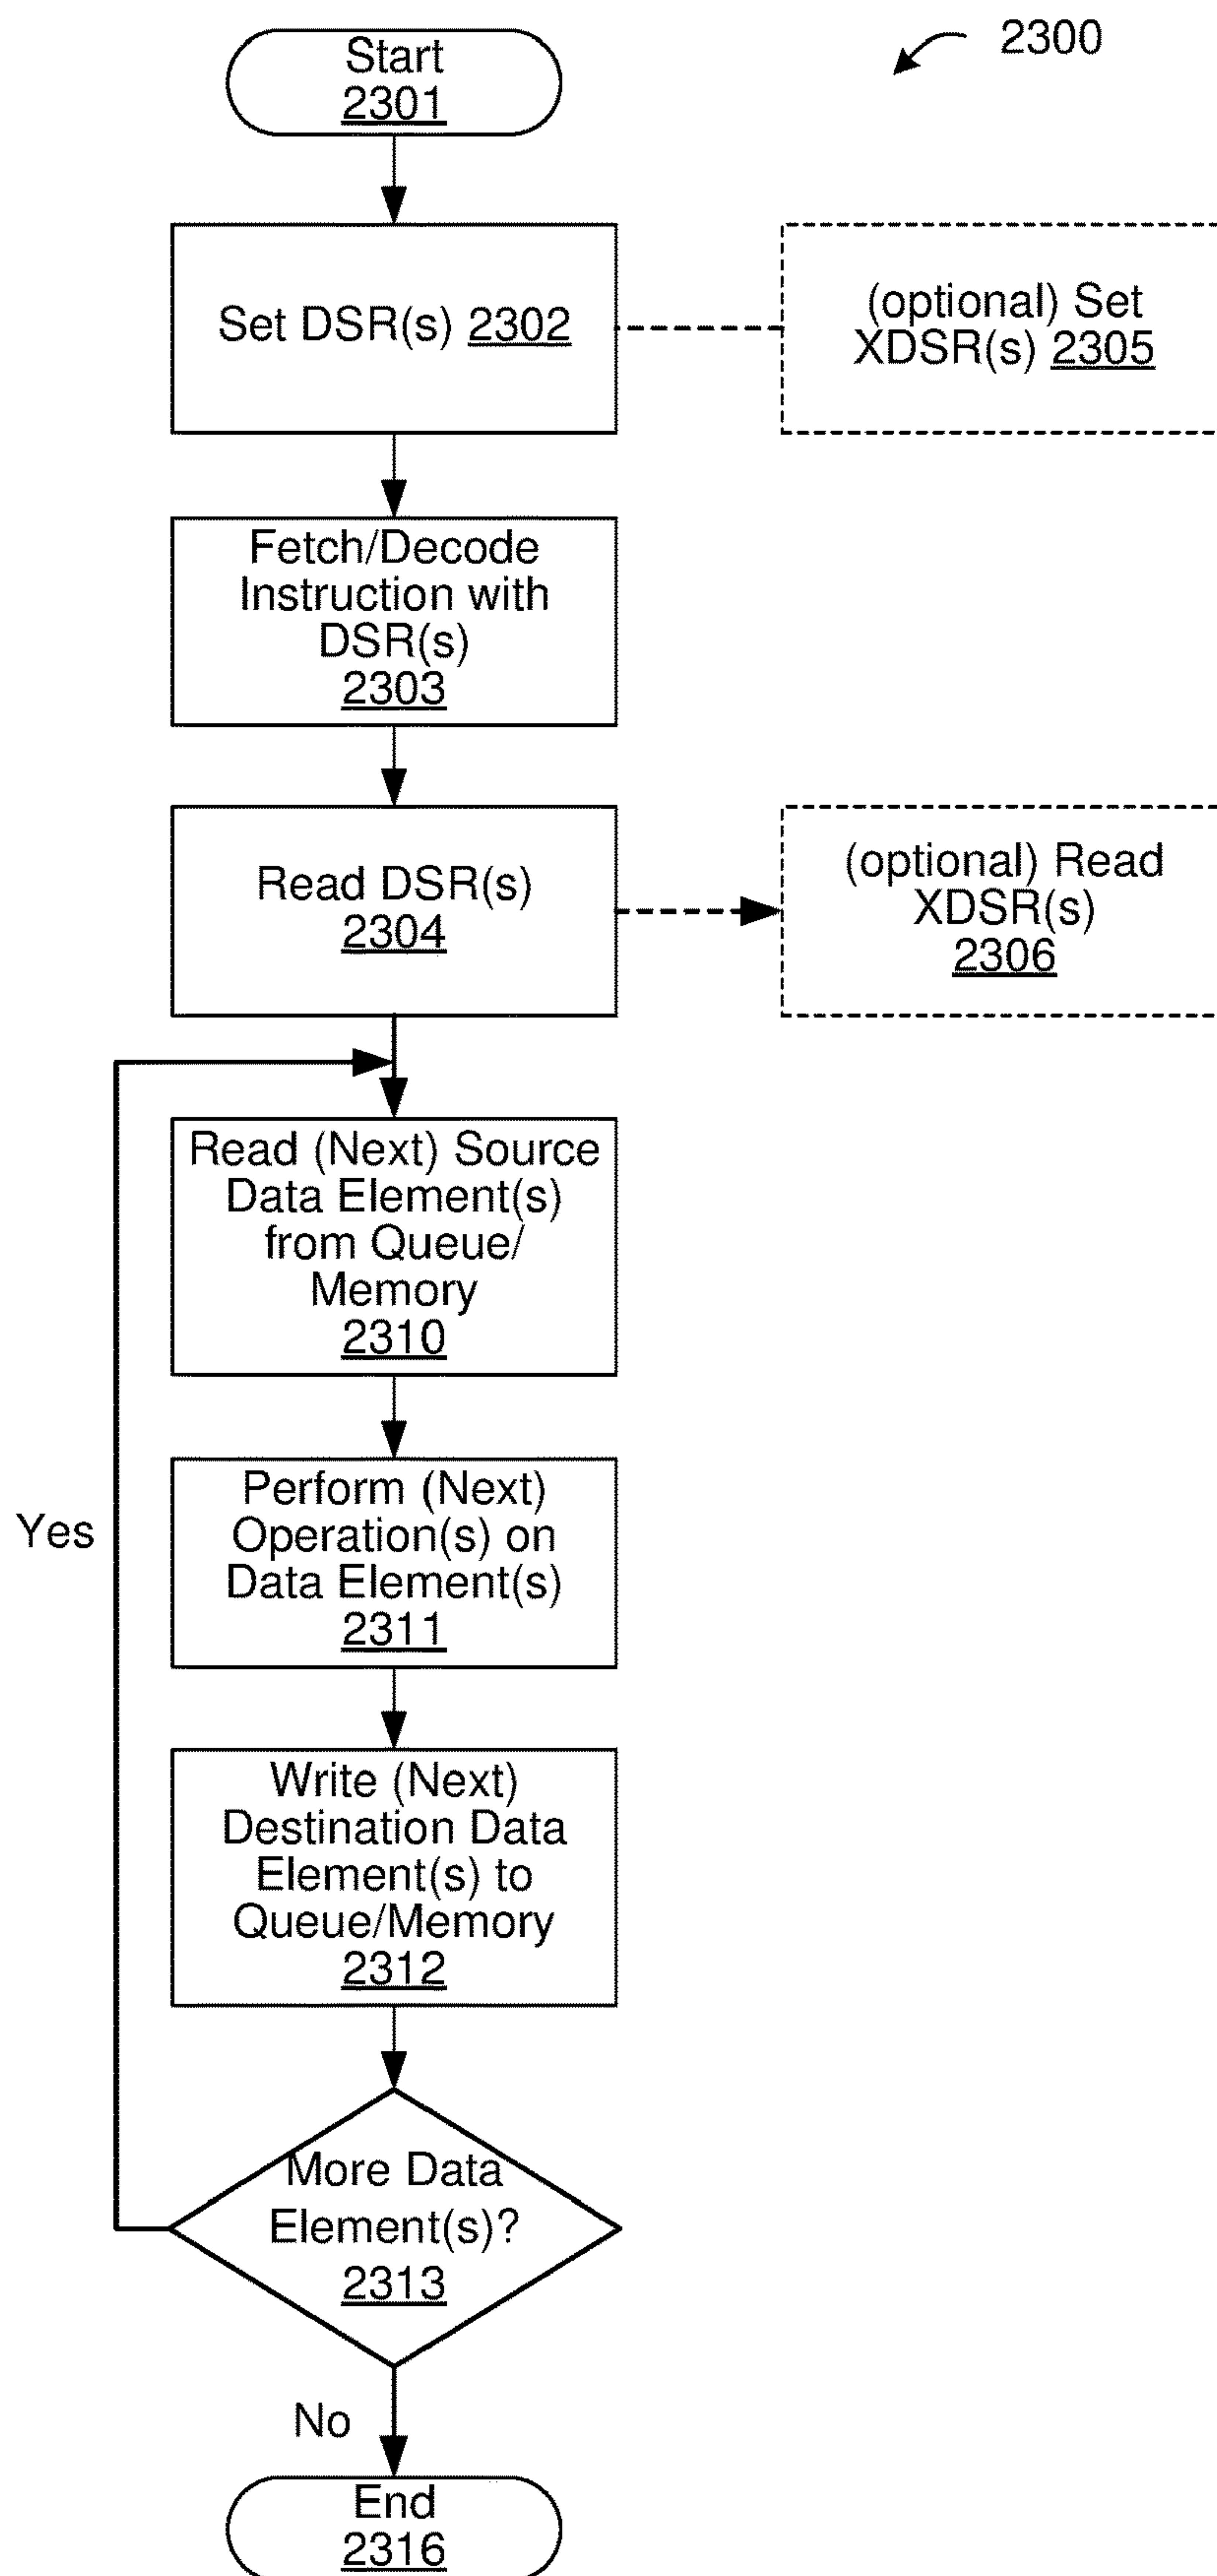 2300
Start
2301
Set DSR(s) 2302
(optional) Set
XDSR(s) 2305
Fetch/Decode
Instruction with
DSR(s)
2303
Read DSR(s)
2304
(optional) Read
XDSR(s)
2306
Read (Next) Source
Data Element(s)
from Queue/
Memory
2310
Perform (Next)
Operation(s) on
Data Element(s)
2311
Yes
Write (Next)
Destination Data
Element(s) to
Queue/Memory
2312
More Data
Element(s)?
2313
No
End
2316